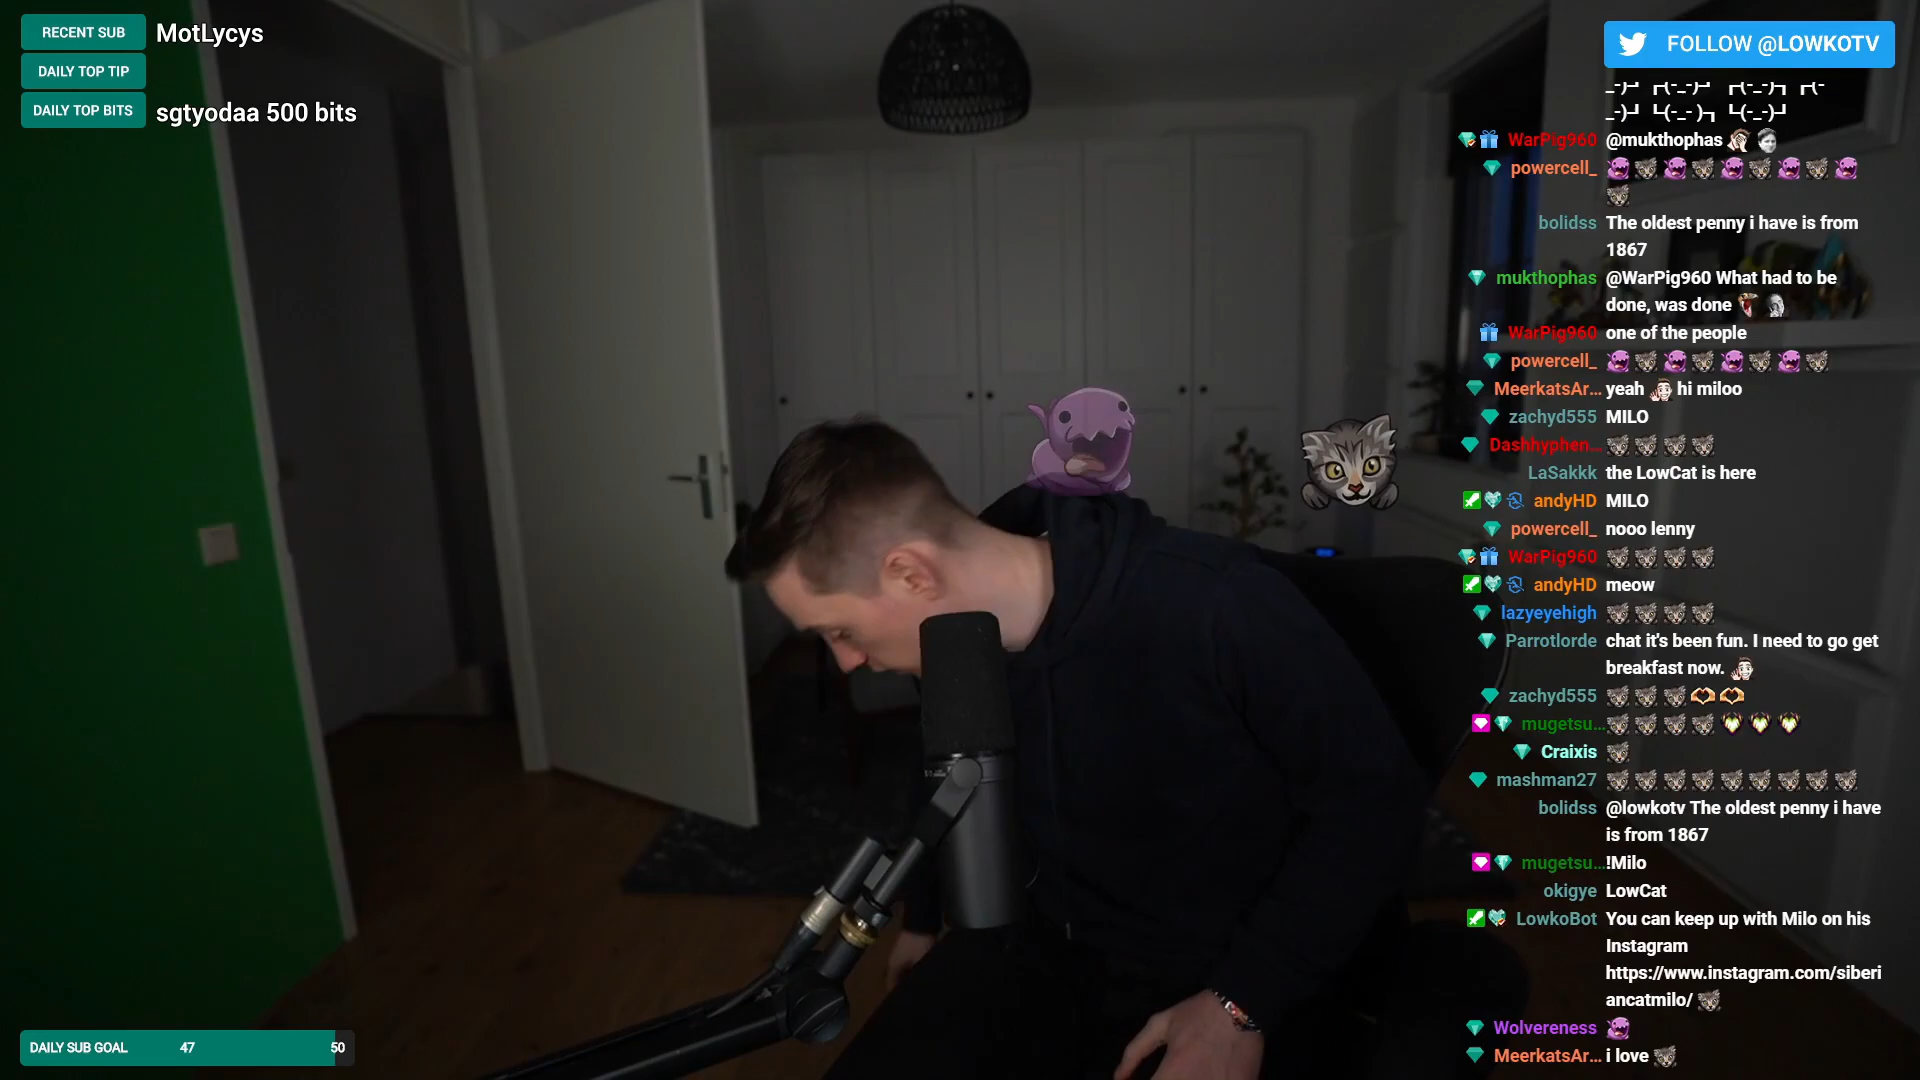 RECENT SUB MotLycys
DAILY TOP TIP
DAILY TOP BITS sgtyodaa 500 bits
FOLLOW @LOWKOTV
WarPig960 @mukthophas
powercell_
bolidss The oldest penny i have is from
1867
mukthophas @WarPig960 What had to be
done, was done
WarPig960 one of the people
powercell_
MeerkatsAr... yeah hi miloo
zachyd555 MILO
Dashhyphen...
LaSakkk the LowCat is here
andyHD MILO
powercell_ nooo lenny
WarPig960
andyHD meow
lazyeyehigh
Parrotlorde chat it's been fun. I need to go get
breakfast now.
zachyd555
mugetsu...
Craixis
mashman27
bolidss @lowkotv The oldest penny i have
is from 1867
mugetsu... !Milo
okigye LowCat
LowkoBot You can keep up with Milo on his
Instagram
https://www.instagram.com/siberi
ancatmilo/
Wolvereness
MeerkatsAr... i love
DAILY SUB GOAL 47 50